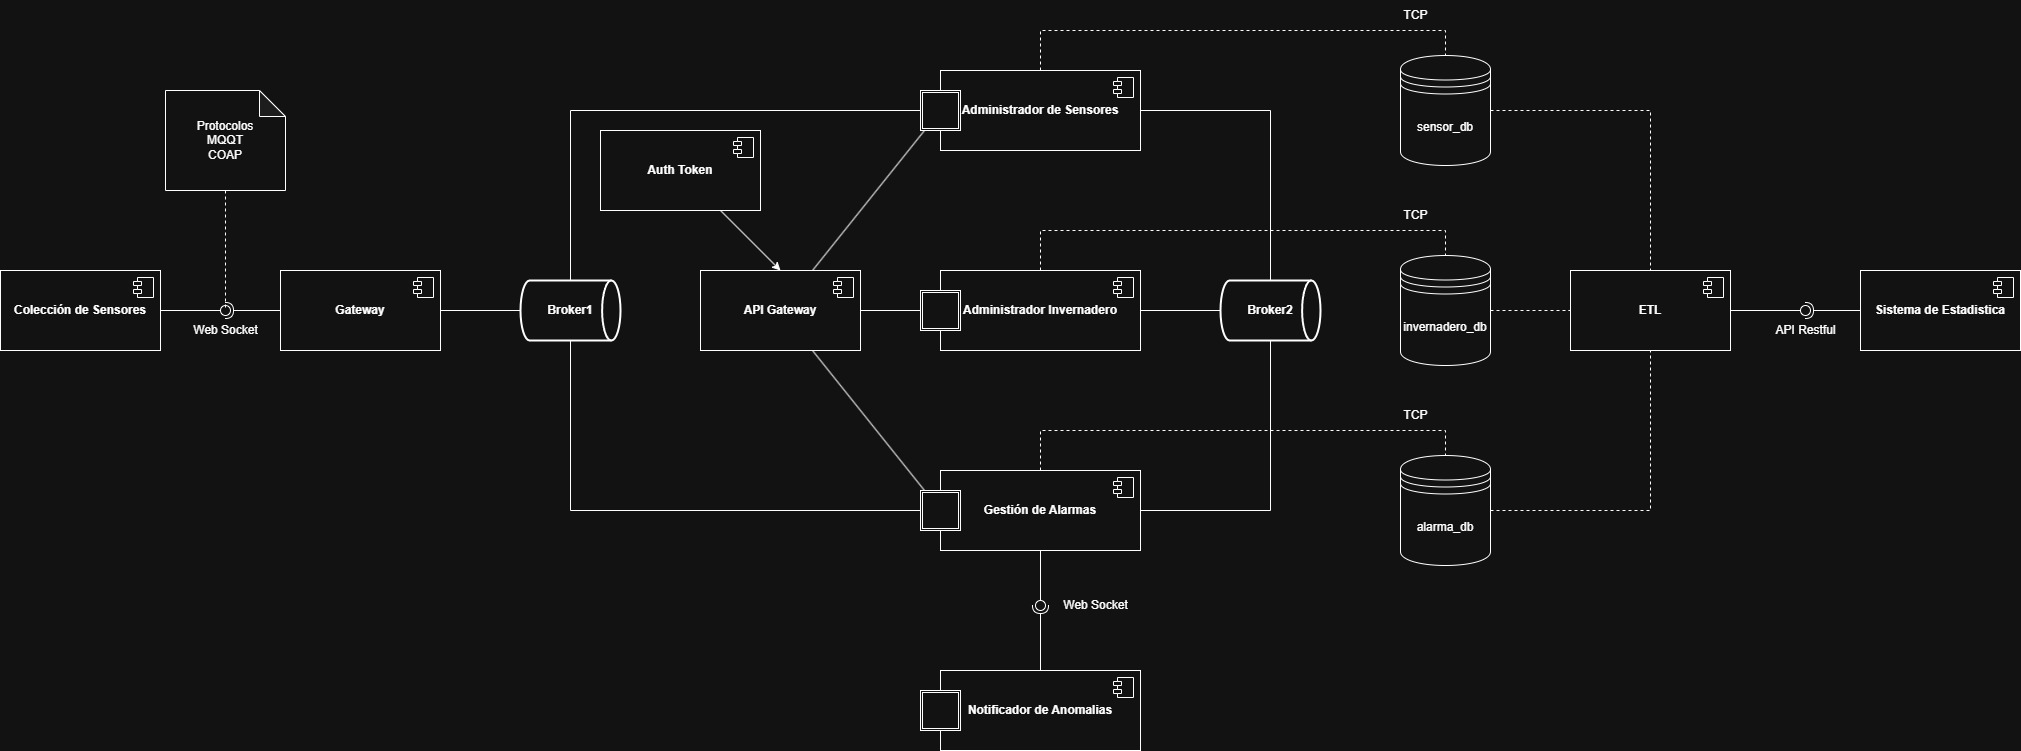 TCP
Administrador de Sensores
Protocolos
MQQT
COAP
sensor_db
Auth Token
TCP
Colección de Sensores
Web Socket
Gateway
Broker1
API Gateway
Administrador Invernadero
Broker2
invernadero_db
ETL
API Restful
Sistema de Estadistica
TCP
Gestión de Alarmas
alarma_db
Web Socket
Notificador de Anomalias